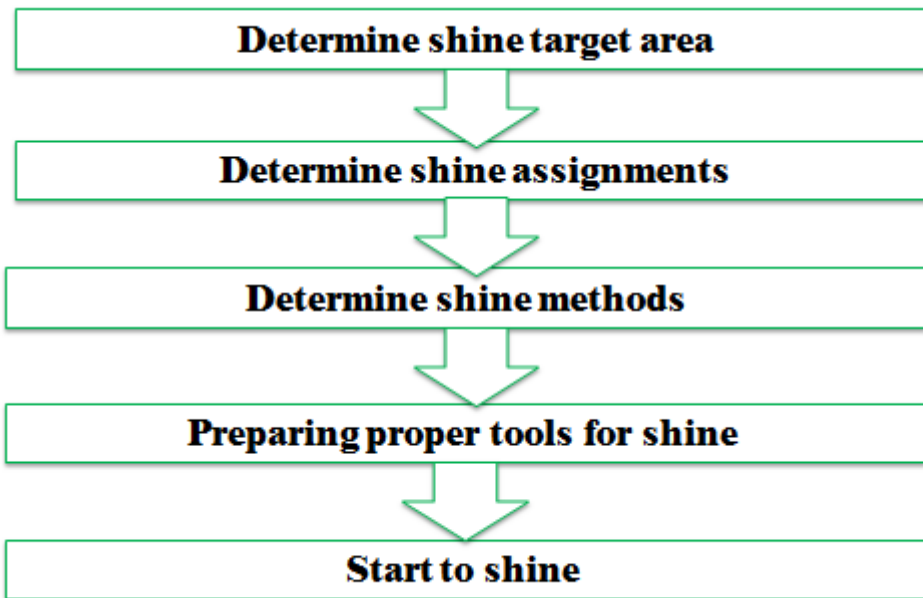 Determine shine target area
Determine shine assignments
Determine shine methods
Preparing proper tools for shine
Start to shine